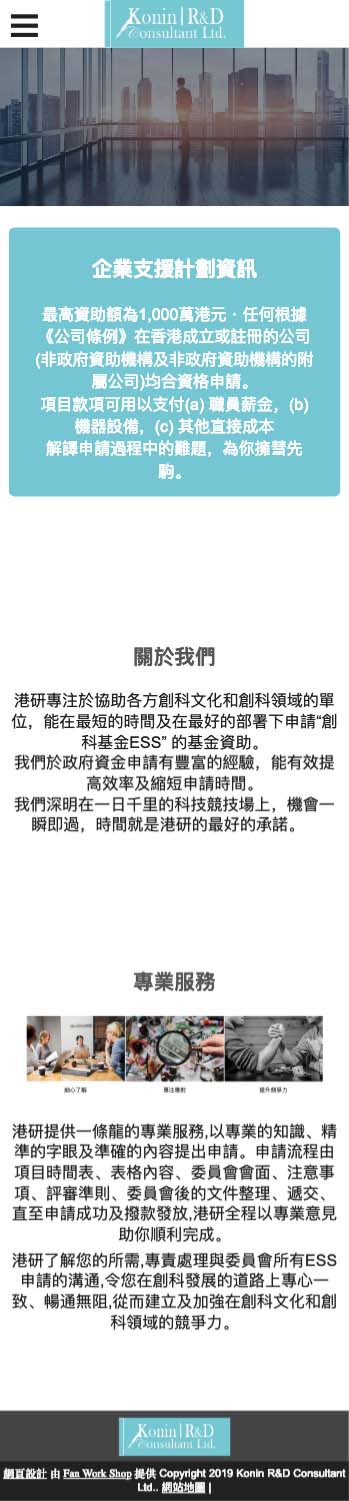 Konin | R&D
Consultant Ltd.
企業支援計劃資訊
最高資助額為1,000萬港元．任何根據
《公司條例》在香港成立或註冊的公司
(非政府資助機構及非政府資助機構的附
屬公司)均合資格申請。
項目款項可用以支付(a) 職員薪金，(b)
機器設備，(c) 其他直接成本
解譯申請過程中的難題，為你擁彗先
駒。
關於我們
港研專注於協助各方創科文化和創科領域的單
位，能在最短的時間及在最好的部署下申請“創
科基金ESS” 的基金資助。
我們於政府資金申請有豐富的經驗，能有效提
高效率及縮短申請時間。
我們深明在一日千里的科技競技場上，機會一
瞬即過，時間就是港研的最好的承諾。
專業服務
細心了解 專注應對 提升競爭力
港研提供一條龍的專業服務,以專業的知識、精
準的字眼及準確的內容提出申請。申請流程由
項目時間表、表格內容、委員會會面、注意事
項、評審準則、委員會後的文件整理、遞交、
直至申請成功及撥款發放,港研全程以專業意見
助你順利完成。
港研了解您的所需,專責處理與委員會所有ESS
申請的溝通,令您在創科發展的道路上專心一
致、暢通無阻,從而建立及加強在創科文化和創
科領域的競爭力。
Konin | R&D
Consultant Ltd.
網頁設計 由 Fan Work Shop 提供 Copyright 2019 Konin R&D Consultant
Ltd.. 網站地圖 |